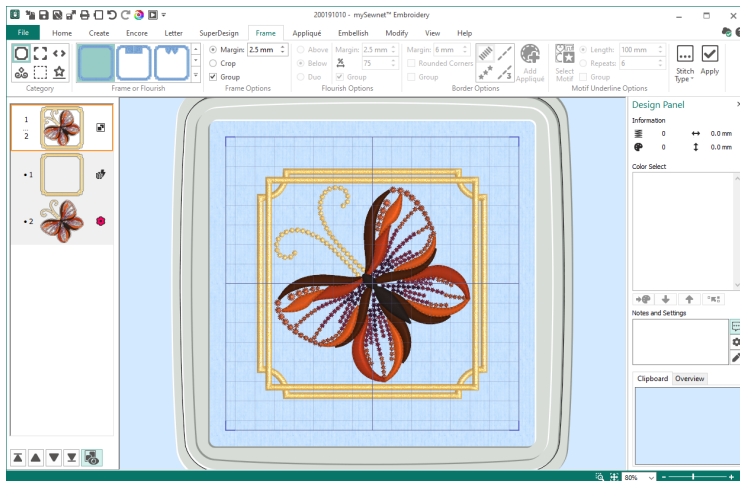 200191010 - mySewnet™ Embroidery
File Home Create Encore Letter SuperDesign Frame Appliqué Embellish Modify View Help
Margin: 2.5 mm Above Margin: 2.5 mm Margin: 6 mm Length: 100 mm
Crop Below 75 Rounded Corners Repeats: 6
Group Duo Group Group Group
Add Appliqué
Select Motif
Stitch Type
Apply
Category Frame or Flourish Frame Options Flourish Options Border Options Motif Underline Options
1
...
2
1
2
Design Panel
Information
0 0.0 mm
0 0.0 mm
Color Select
Notes and Settings
Clipboard Overview
80%